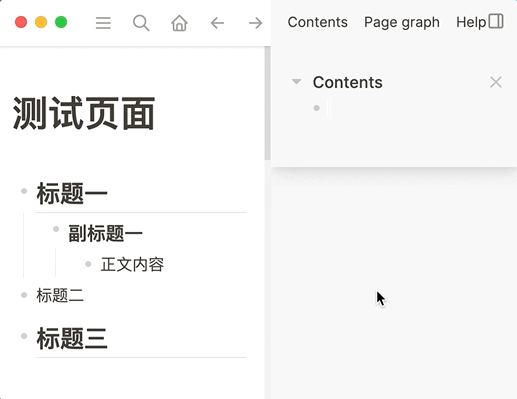 Contents Page graph Help
Contents
测试页面
标题一
副标题一
正文内容
标题二
标题三